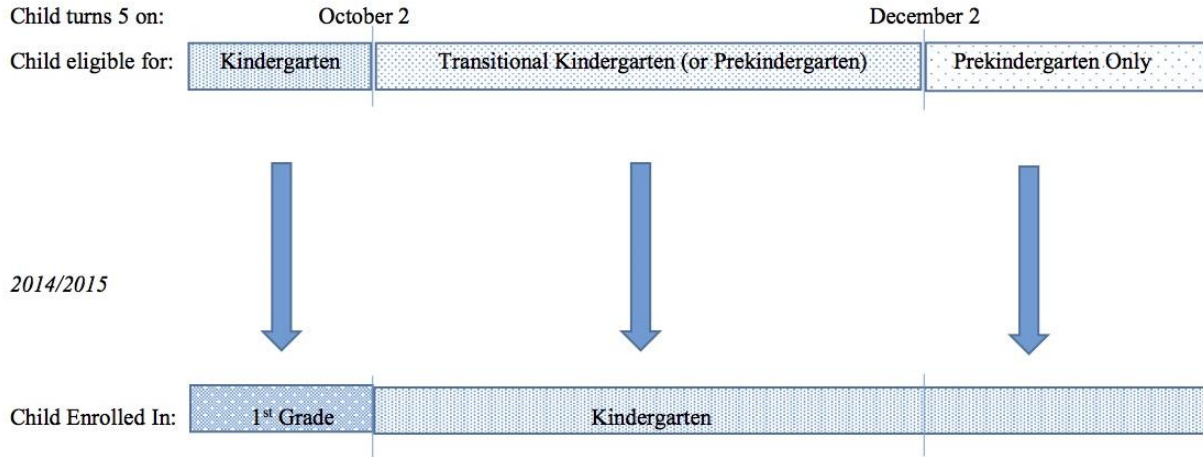 Child turns 5 on: October 2 December 2
Child eligible for: Kindergarten Transitional Kindergarten (or Prekindergarten) Prekindergarten Only
2014/2015
Child Enrolled In: 1st Grade Kindergarten